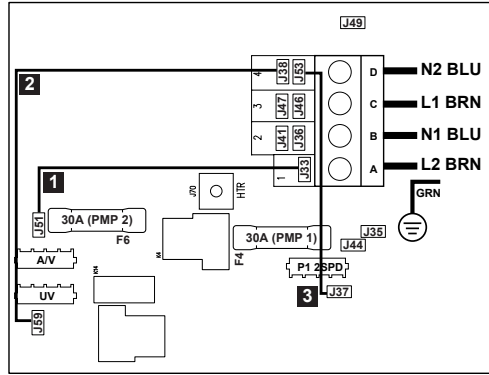 J49
4 J38 J53 D N2 BLU
2
3 J47 J46 C L1 BRN
2 J41 J36 B N1 BLU
1 J33 A L2 BRN
1
GRN
J70 HTR
J51 30A (PMP 2)
F6
K4
F4 30A (PMP 1)
J35
J44
A/V
P1 2SPD
UV
3 J37
J59